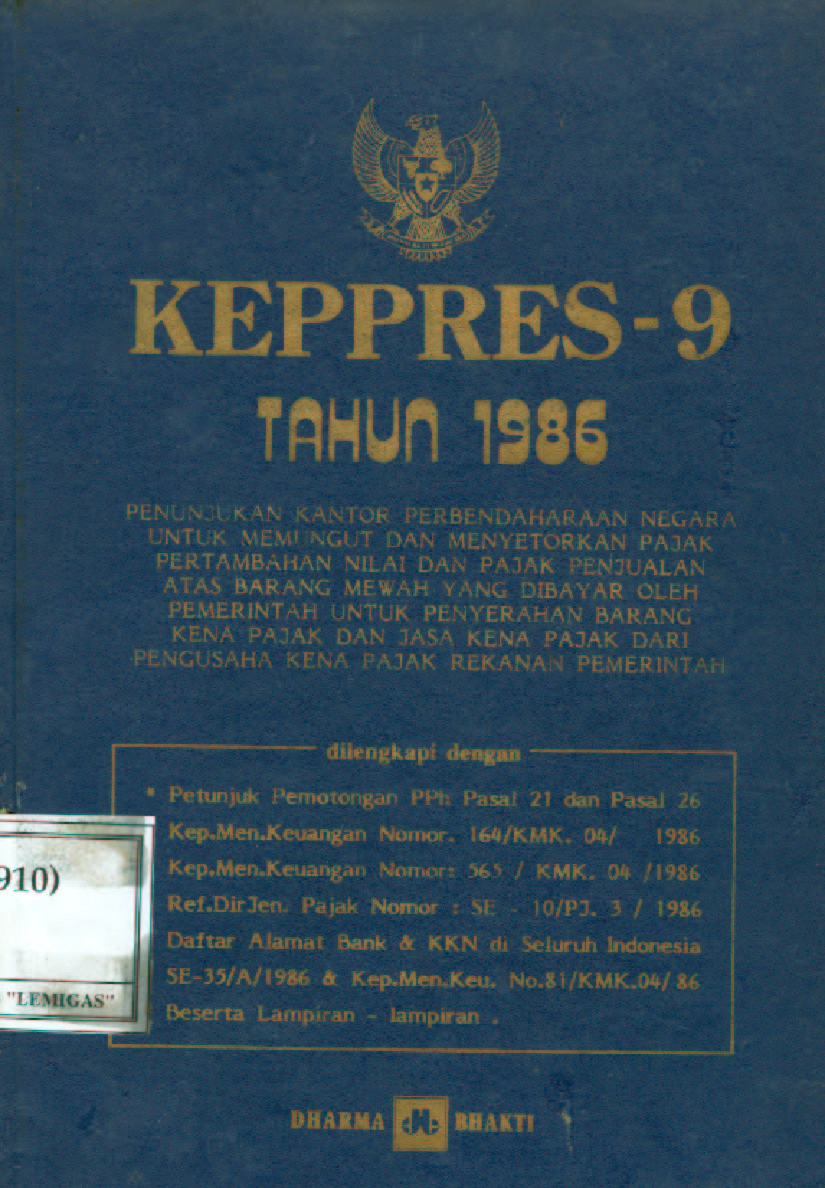 KEPPRES-9
TAHUN 1986
PENUNJUKAN KANTOR PERBENDAHARAAN NEGARA
UNTUK MEMUNGUT DAN MENYETORKAN PAJAK
PERTAMBAHAN NILAI DAN PAJAK PENJUALAN
ATAS BARANG MEWAH YANG DIBAYAR OLEH
PEMERINTAH UNTUK PENYERAHAN BARANG
KENA PAJAK DAN JASA KENA PAJAK DARI
PENGUSAHA KENA PAJAK REKANAN PEMERINTAH
dilengkapi dengan
* Petunjuk Pemotongan PPh Pasal 21 dan Pasal 26
Kep.Men.Keuangan Nomor. 164/KMK. 04/ 1986
Kep.Men.Keuangan Nomor: 565 / KMK. 04 /1986
Ref.DirJen. Pajak Nomor : SE - 10/PJ. 3 / 1986
Daftar Alamat Bank & KKN di Seluruh Indonesia
SE-35/A/1986 & Kep.Men.Keu. No.81/KMK.04/ 86
Beserta Lampiran - lampiran .
910)
"LEMIGAS"
DHARMA BHAKTI